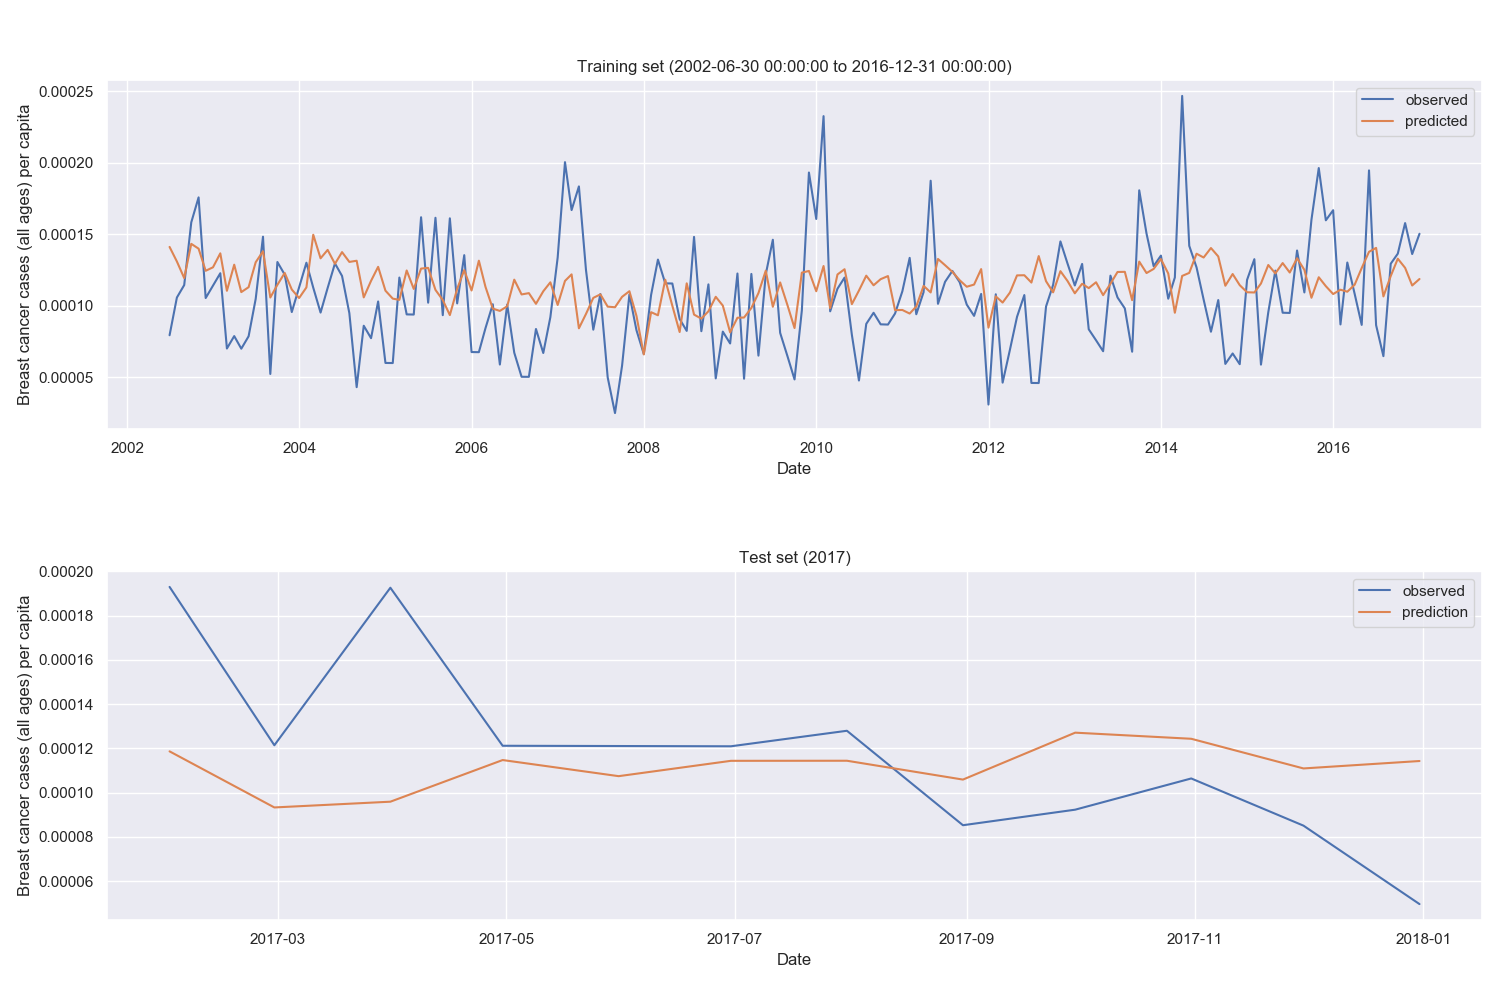 Training set (2002-06-30 00:00:00 to 2016-12-31 00:00:00)
Breast cancer cases (all ages) per capita
0.00025
0.00020
0.00015
0.00010
0.00005
observed
predicted
2002 2004 2006 2008 2010 2012 2014 2016
Date
Test set (2017)
Breast cancer cases (all ages) per capita
0.00020
0.00018
0.00016
0.00014
0.00012
0.00010
0.00008
0.00006
observed
prediction
2017-03 2017-05 2017-07 2017-09 2017-11 2018-01
Date